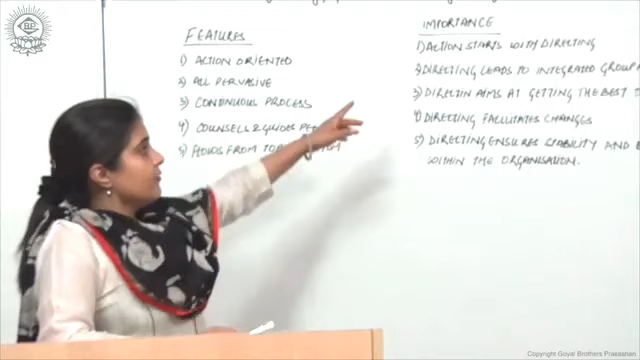 FEATURES
1) ACTION ORIENTED
2) ALL PERVASIVE
3) CONTINUOUS PROCESS
4) COUNSELS & GUIDES
5) FLOWS FROM TOP
IMPORTANCE
1) ACTION STARTS WITH DIRECTING
2) DIRECTING LEADS TO INTEGRATED GROUP
3) DIRECTIN AIMS AT GETTING THE BEST
4) DIRECTING FACILITATES CHANGES
5) DIRECTING ENSURES STABILITY AND
WITHIN THE ORGANISATION.
Copyright Goyal Brothers Prakashan